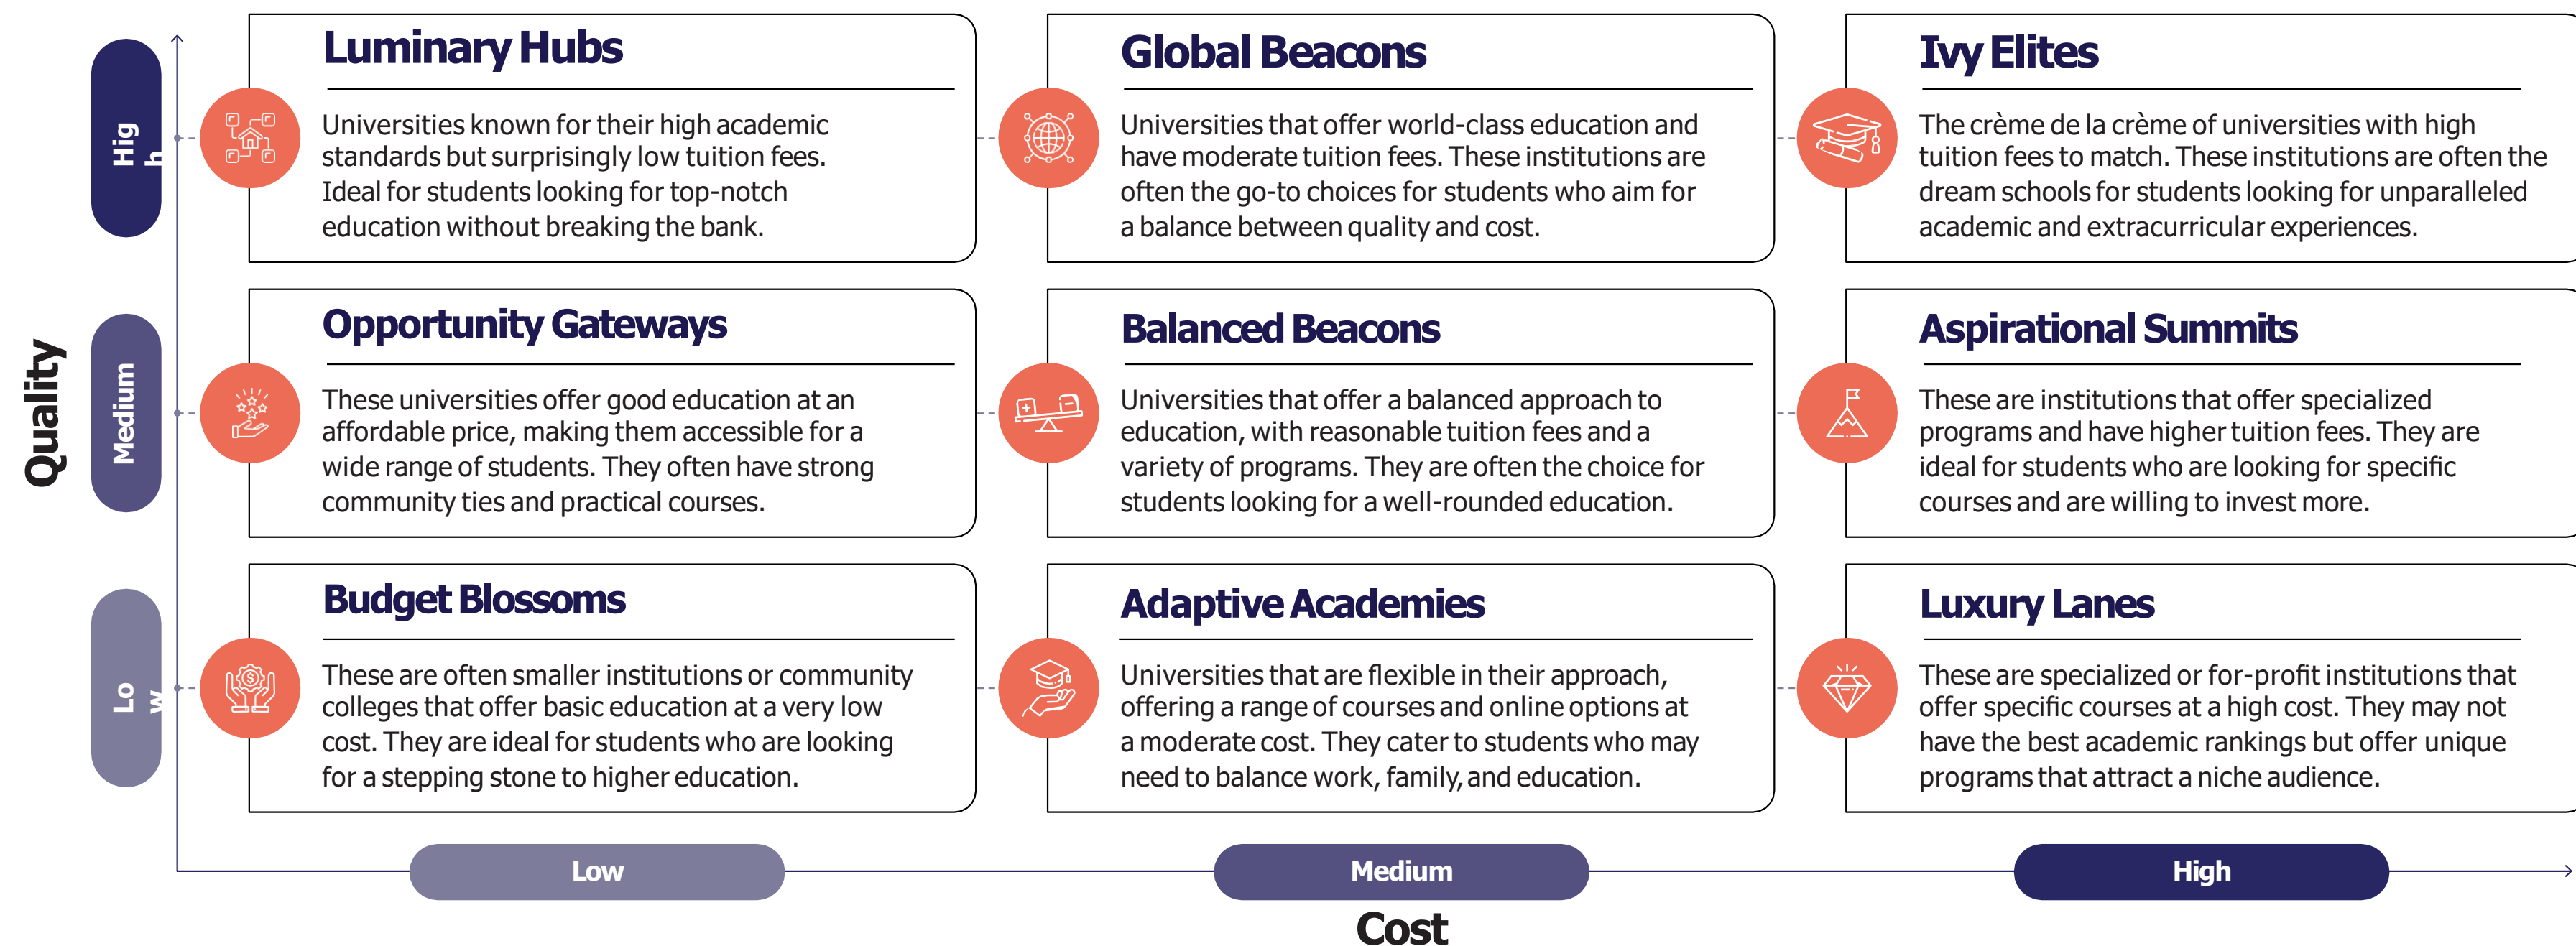 Luminary Hubs
Universities known for their high academic
standards but surprisingly low tuition fees.
Ideal for students looking for top-notch
education without breaking the bank.
Global Beacons
Universities that offer world-class education and
have moderate tuition fees. These institutions are
often the go-to choices for students who aim for
a balance between quality and cost.
Ivy Elites
The crème de la crème of universities with high
tuition fees to match. These institutions are often the
dream schools for students looking for unparalleled
academic and extracurricular experiences.
Hig
h
Opportunity Gateways
These universities offer good education at an
affordable price, making them accessible for a
wide range of students. They often have strong
community ties and practical courses.
Balanced Beacons
Universities that offer a balanced approach to
education, with reasonable tuition fees and a
variety of programs. They are often the choice for
students looking for a well-rounded education.
Aspirational Summits
These are institutions that offer specialized
programs and have higher tuition fees. They are
ideal for students who are looking for specific
courses and are willing to invest more.
Quality
Medium
Budget Blossoms
These are often smaller institutions or community
colleges that offer basic education at a very low
cost. They are ideal for students who are looking
for a stepping stone to higher education.
Adaptive Academies
Universities that are flexible in their approach,
offering a range of courses and online options at
a moderate cost. They cater to students who may
need to balance work, family, and education.
Luxury Lanes
These are specialized or for-profit institutions that
offer specific courses at a high cost. They may not
have the best academic rankings but offer unique
programs that attract a niche audience.
Lo
w
Low
Medium
High
Cost